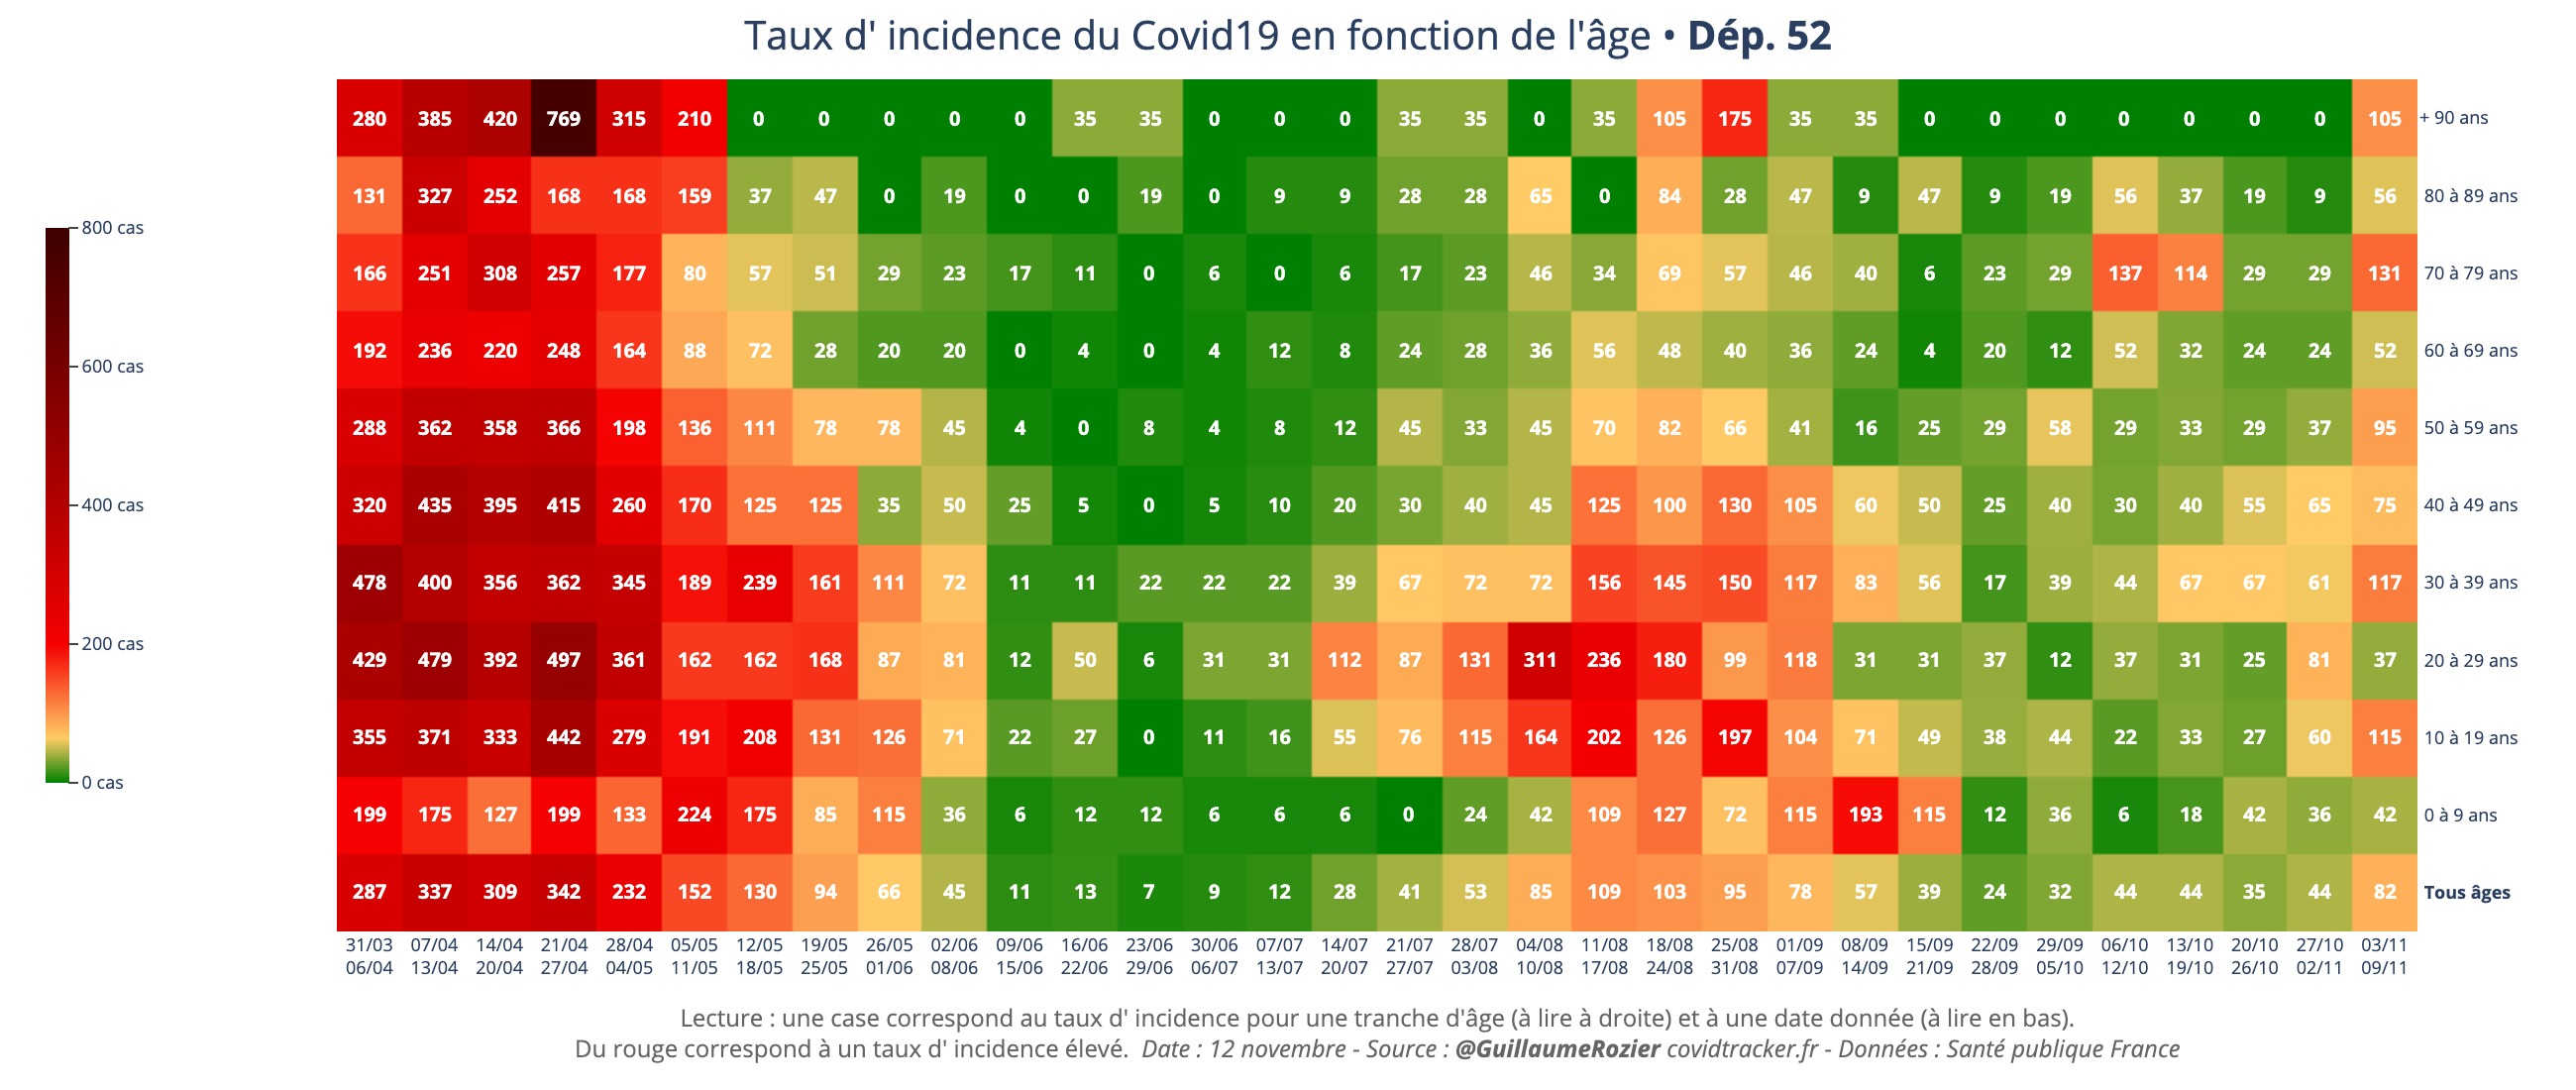 Taux d' incidence du Covid19 en fonction de l'âge • Dép. 52
800 cas
600 cas
400 cas
200 cas
0 cas
280 385 420 769 315 210 0 0 0 0 0 35 35 0 0 0 35 35 0 35 105 175 35 35 0 0 0 0 0 0 0 105 + 90 ans
131 327 252 168 168 159 37 47 0 19 0 0 19 0 9 9 28 28 65 0 84 28 47 9 47 9 19 56 37 19 9 56 80 à 89 ans
166 251 308 257 177 80 57 51 29 23 17 11 0 6 0 6 17 23 46 34 69 57 46 40 6 23 29 137 114 29 29 131 70 à 79 ans
192 236 220 248 164 88 72 28 20 20 0 4 0 4 12 8 24 28 36 56 48 40 36 24 4 20 12 52 32 24 24 52 60 à 69 ans
288 362 358 366 198 136 111 78 78 45 4 0 8 4 8 12 45 33 45 70 82 66 41 16 25 29 58 29 33 29 37 95 50 à 59 ans
320 435 395 415 260 170 125 125 35 50 25 5 0 5 10 20 30 40 45 125 100 130 105 60 50 25 40 30 40 55 65 75 40 à 49 ans
478 400 356 362 345 189 239 161 111 72 11 11 22 22 22 39 67 72 72 156 145 150 117 83 56 17 39 44 67 67 61 117 30 à 39 ans
429 479 392 497 361 162 162 168 87 81 12 50 6 31 31 112 87 131 311 236 180 99 118 31 31 37 12 37 31 25 81 37 20 à 29 ans
355 371 333 442 279 191 208 131 126 71 22 27 0 11 16 55 76 115 164 202 126 197 104 71 49 38 44 22 33 27 60 115 10 à 19 ans
199 175 127 199 133 224 175 85 115 36 6 12 12 6 6 6 0 24 42 109 127 72 115 193 115 12 36 6 18 42 36 42 0 à 9 ans
287 337 309 342 232 152 130 94 66 45 11 13 7 9 12 28 41 53 85 109 103 95 78 57 39 24 32 44 44 35 44 82 Tous âges
31/03 07/04 14/04 21/04 28/04 05/05 12/05 19/05 26/05 02/06 09/06 16/06 23/06 30/06 07/07 14/07 21/07 28/07 04/08 11/08 18/08 25/08 01/09 08/09 15/09 22/09 29/09 06/10 13/10 20/10 27/10 03/11
06/04 13/04 20/04 27/04 04/05 11/05 18/05 25/05 01/06 08/06 15/06 22/06 29/06 06/07 13/07 20/07 27/07 03/08 10/08 17/08 24/08 31/08 07/09 14/09 21/09 28/09 05/10 12/10 19/10 26/10 02/11 09/11
Lecture : une case correspond au taux d' incidence pour une tranche d'âge (à lire à droite) et à une date donnée (à lire en bas).
Du rouge correspond à un taux d' incidence élevé. Date : 12 novembre - Source : @GuillaumeRozier covidtracker.fr - Données : Santé publique France